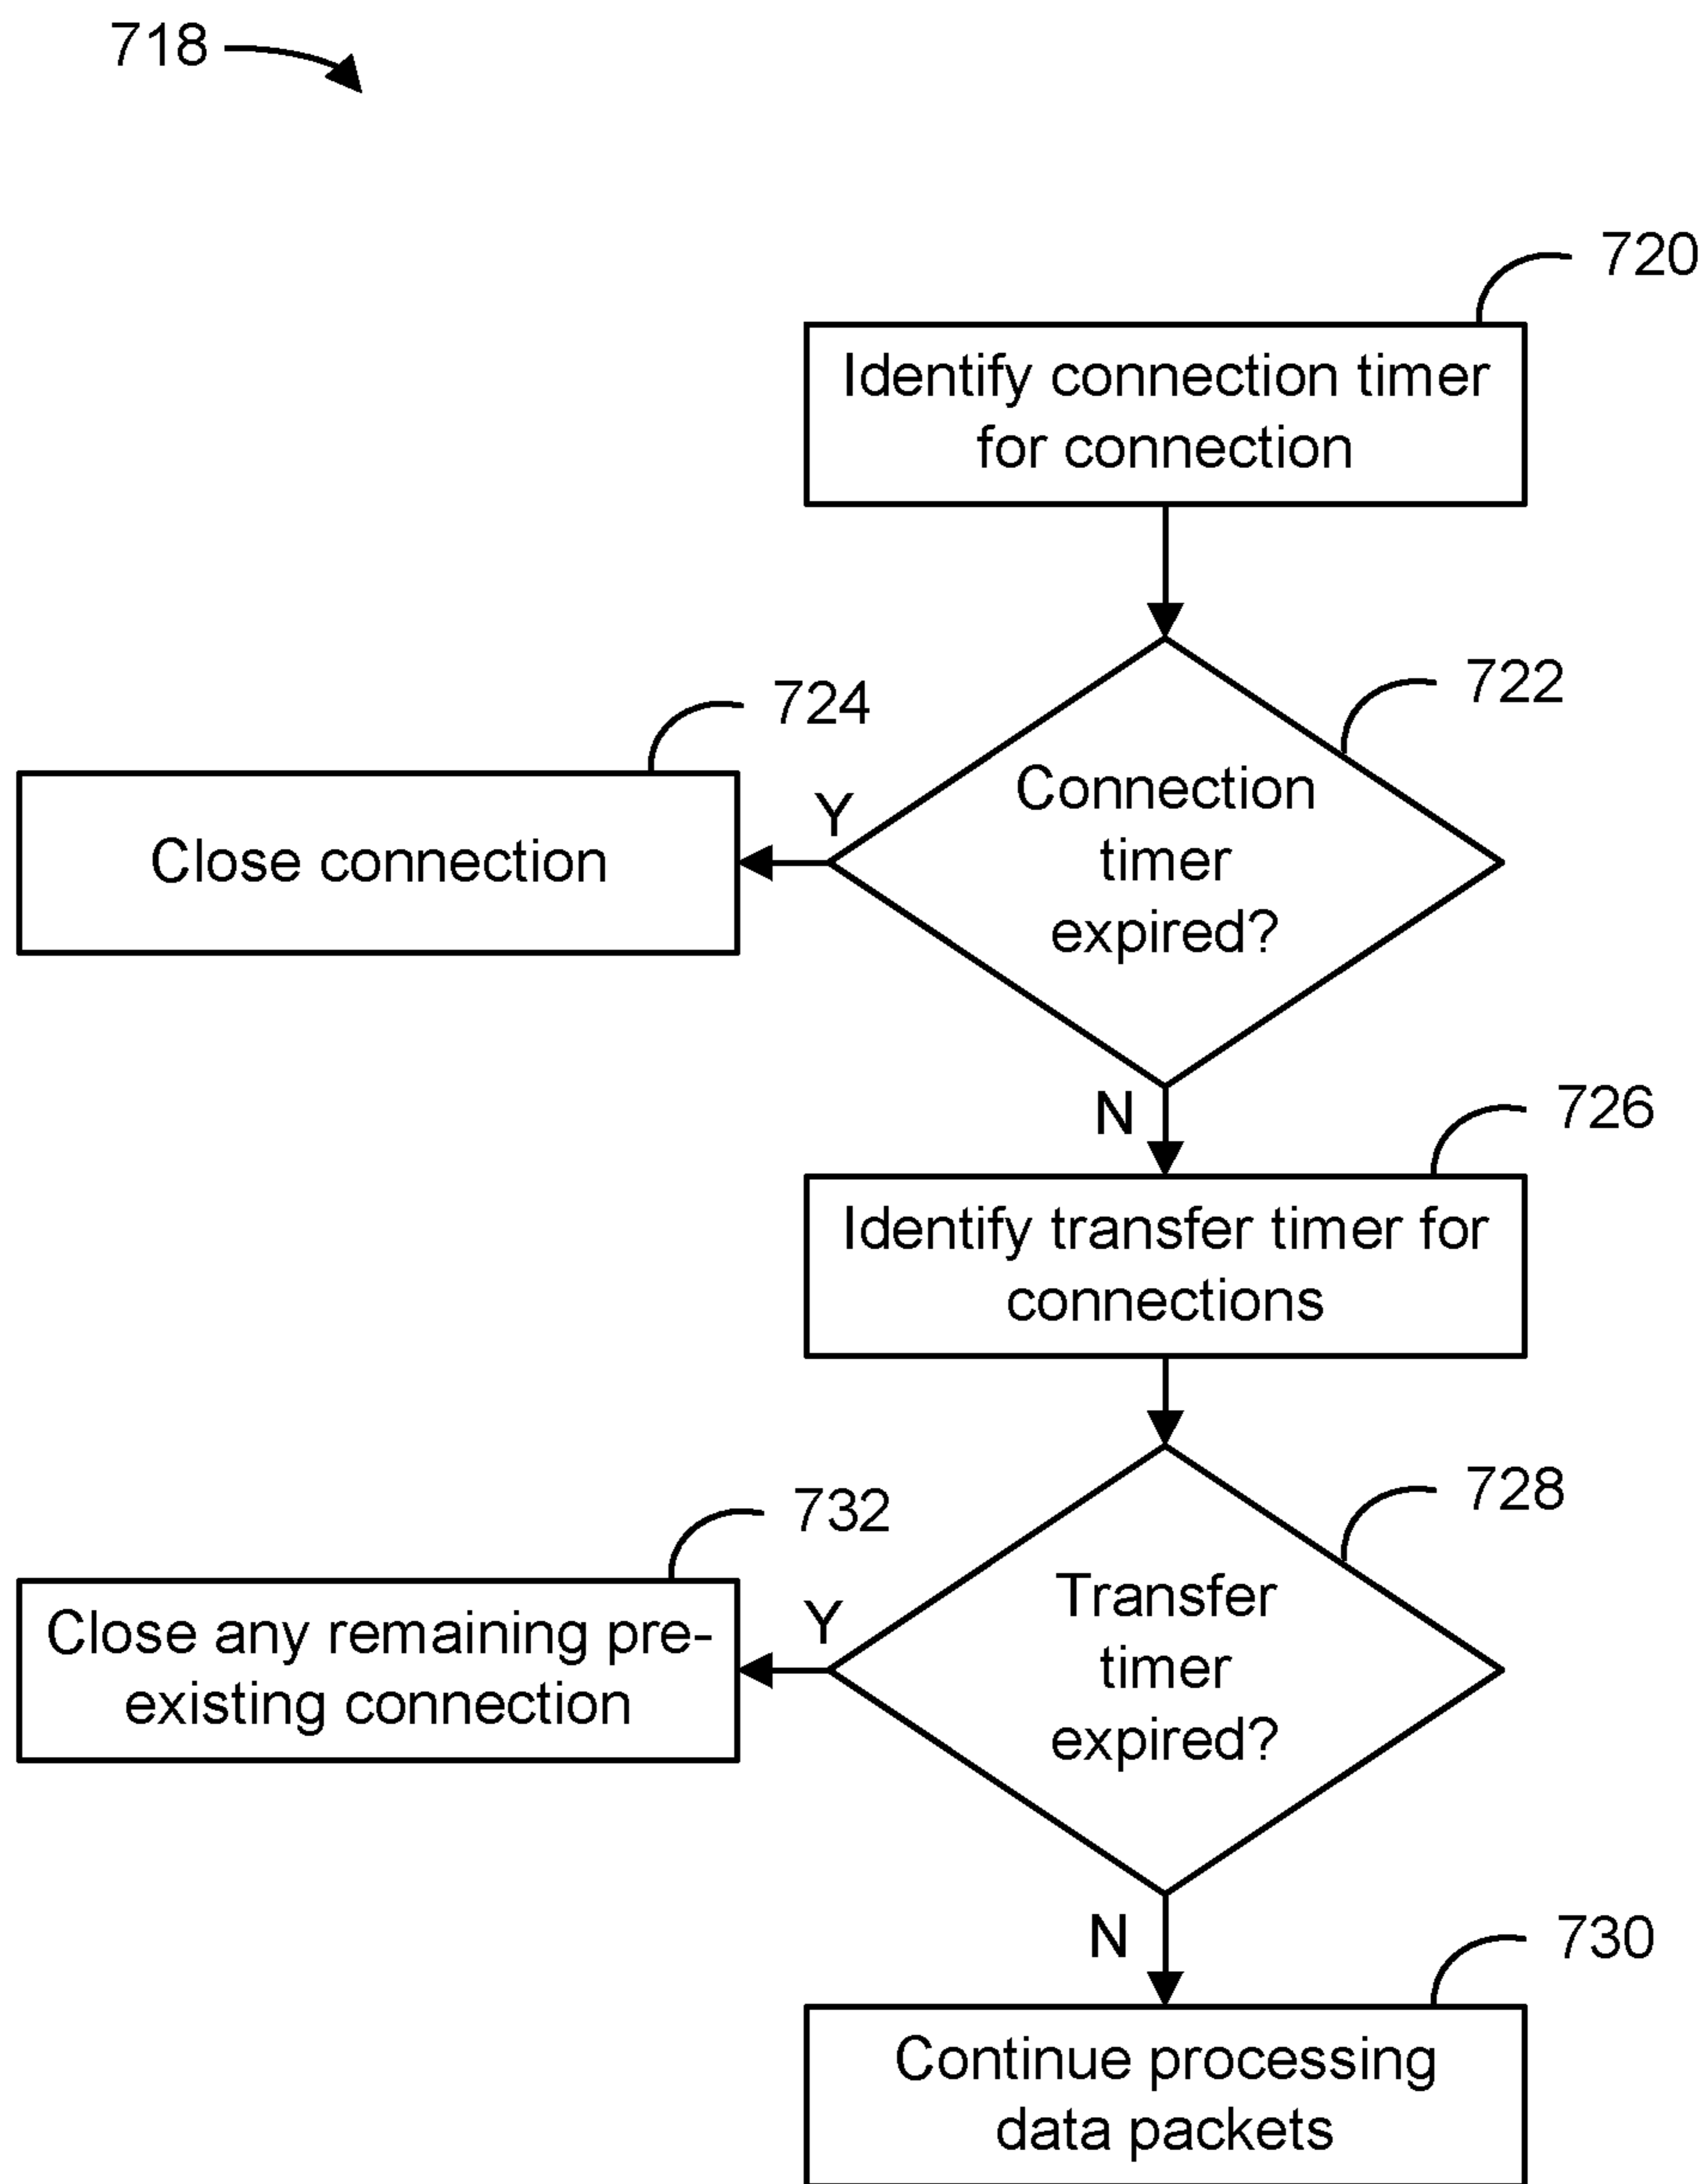 718
720
Identify connection timer
for connection
722
724
Connection
timer
expired?
Y
Close connection
N
726
Identify transfer timer for
connections
728
732
Transfer
timer
expired?
Y
Close any remaining pre-
existing connection
N
730
Continue processing
data packets